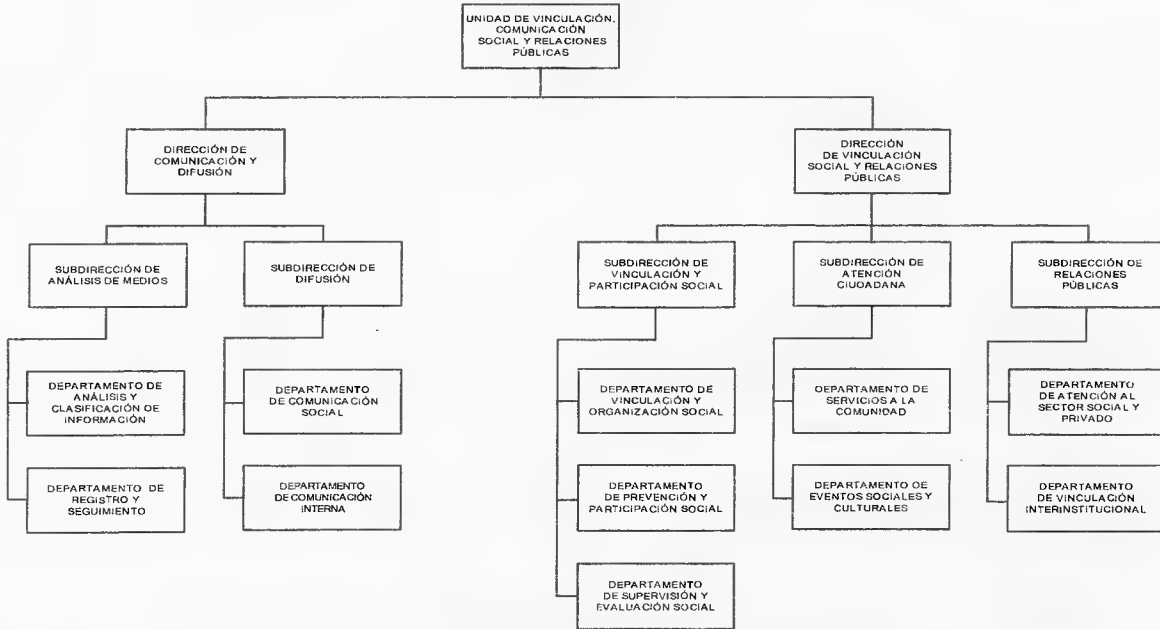 UNIDAD DE VINCULACIÓN,
COMUNICACIÓN
SOCIAL Y RELACIONES
PÚBLICAS
DIRECCIÓN DE
COMUNICACIÓN Y
DIFUSIÓN
DIRECCIÓN
DE VINCULACIÓN
SOCIAL Y RELACIONES
PÚBLICAS
SUBDIRECCIÓN DE
ANÁLISIS DE MEDIOS
SUBDIRECCIÓN DE
DIFUSIÓN
SUBDIRECCIÓN DE
VINCULACIÓN Y
PARTICIPACIÓN SOCIAL
SUBDIRECCIÓN DE
ATENCIÓN
CIUDADANA
SUBDIRECCIÓN DE
RELACIONES
PÚBLICAS
DEPARTAMENTO DE
ANÁLISIS Y
CLASIFICACIÓN DE
INFORMACIÓN
DEPARTAMENTO
DE COMUNICACIÓN
SOCIAL
DEPARTAMENTO DE
VINCULACIÓN Y
ORGANIZACIÓN SOCIAL
DEPARTAMENTO DE
SERVICIOS A LA
COMUNIDAD
DEPARTAMENTO
DE ATENCIÓN AL
SECTOR SOCIAL Y
PRIVADO
DEPARTAMENTO DE
REGISTRO Y
SEGUIMIENTO
DEPARTAMENTO
DE COMUNICACIÓN
INTERNA
DEPARTAMENTO
DE PREVENCIÓN Y
PARTICIPACIÓN SOCIAL
DEPARTAMENTO DE
EVENTOS SOCIALES Y
CULTURALES
DEPARTAMENTO
DE VINCULACIÓN
INTERINSTITUCIONAL
DEPARTAMENTO
DE SUPERVISIÓN Y
EVALUACIÓN SOCIAL